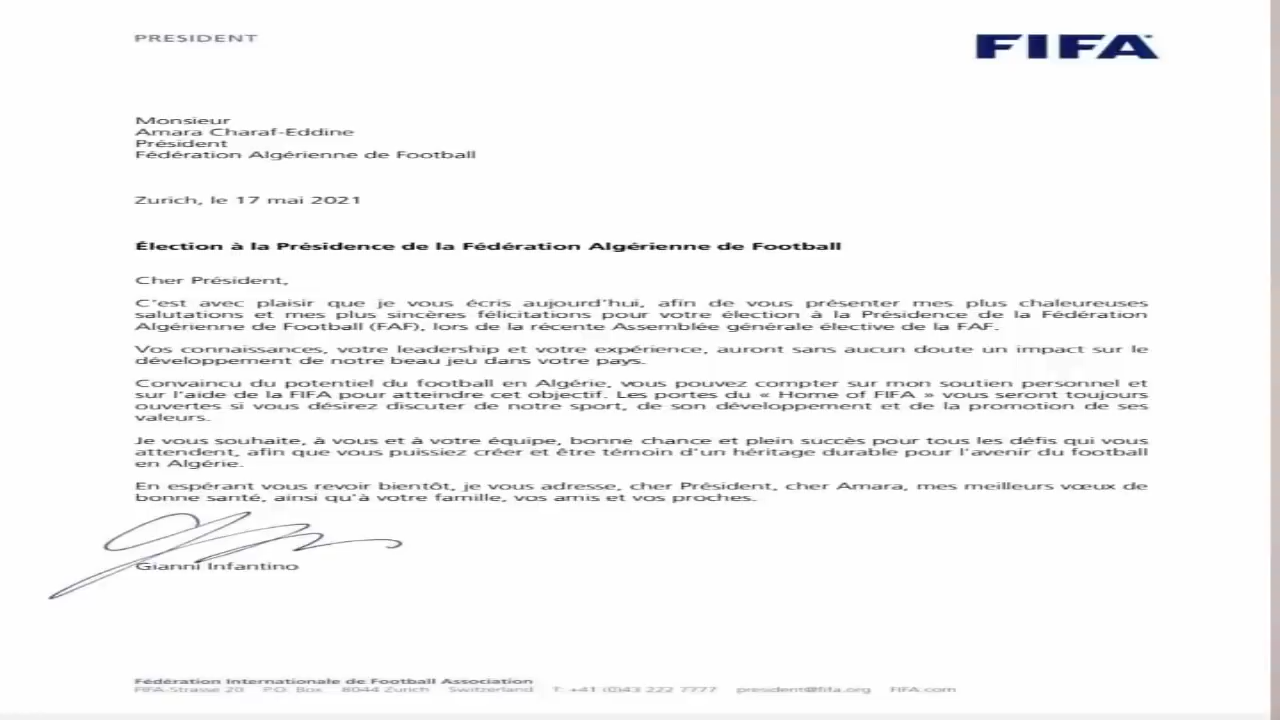 PRESIDENT
FIFA
Monsieur
Amara Charaf-Eddine
Président
Fédération Algérienne de Football
Zurich, le 17 mai 2021
Élection à la Présidence de la Fédération Algérienne de Football
Cher Président,
C'est avec plaisir que je vous écris aujourd'hui, afin de vous présenter mes plus chaleureuses
salutations et mes plus sincères félicitations pour votre élection à la Présidence de la Fédération
Algérienne de Football (FAF), lors de la récente Assemblée générale élective de la FAF.
Vos connaissances, votre leadership et votre expérience, auront sans aucun doute un impact sur le
développement de notre beau jeu dans votre pays.
Convaincu du potentiel du football en Algérie, vous pouvez compter sur mon soutien personnel et
sur l'aide de la FIFA pour atteindre cet objectif. Les portes du « Home of FIFA » vous seront toujours
ouvertes si vous désirez discuter de notre sport, de son développement et de la promotion de ses
valeurs.
Je vous souhaite, à vous et à votre équipe, bonne chance et plein succès pour tous les défis qui vous
attendent, afin que vous puissiez créer et être témoin d'un héritage durable pour l'avenir du football
en Algérie.
En espérant vous revoir bientôt, je vous adresse, cher Président, cher Amara, mes meilleurs vœux de
bonne santé, ainsi qu'à votre famille, vos amis et vos proches.
Gianni Infantino
Fédération Internationale de Football Association
FIFA-Strasse 20 P.O. Box 8044 Zurich Switzerland T: +41 (0)43 222 7777 president@fifa.org FIFA.com